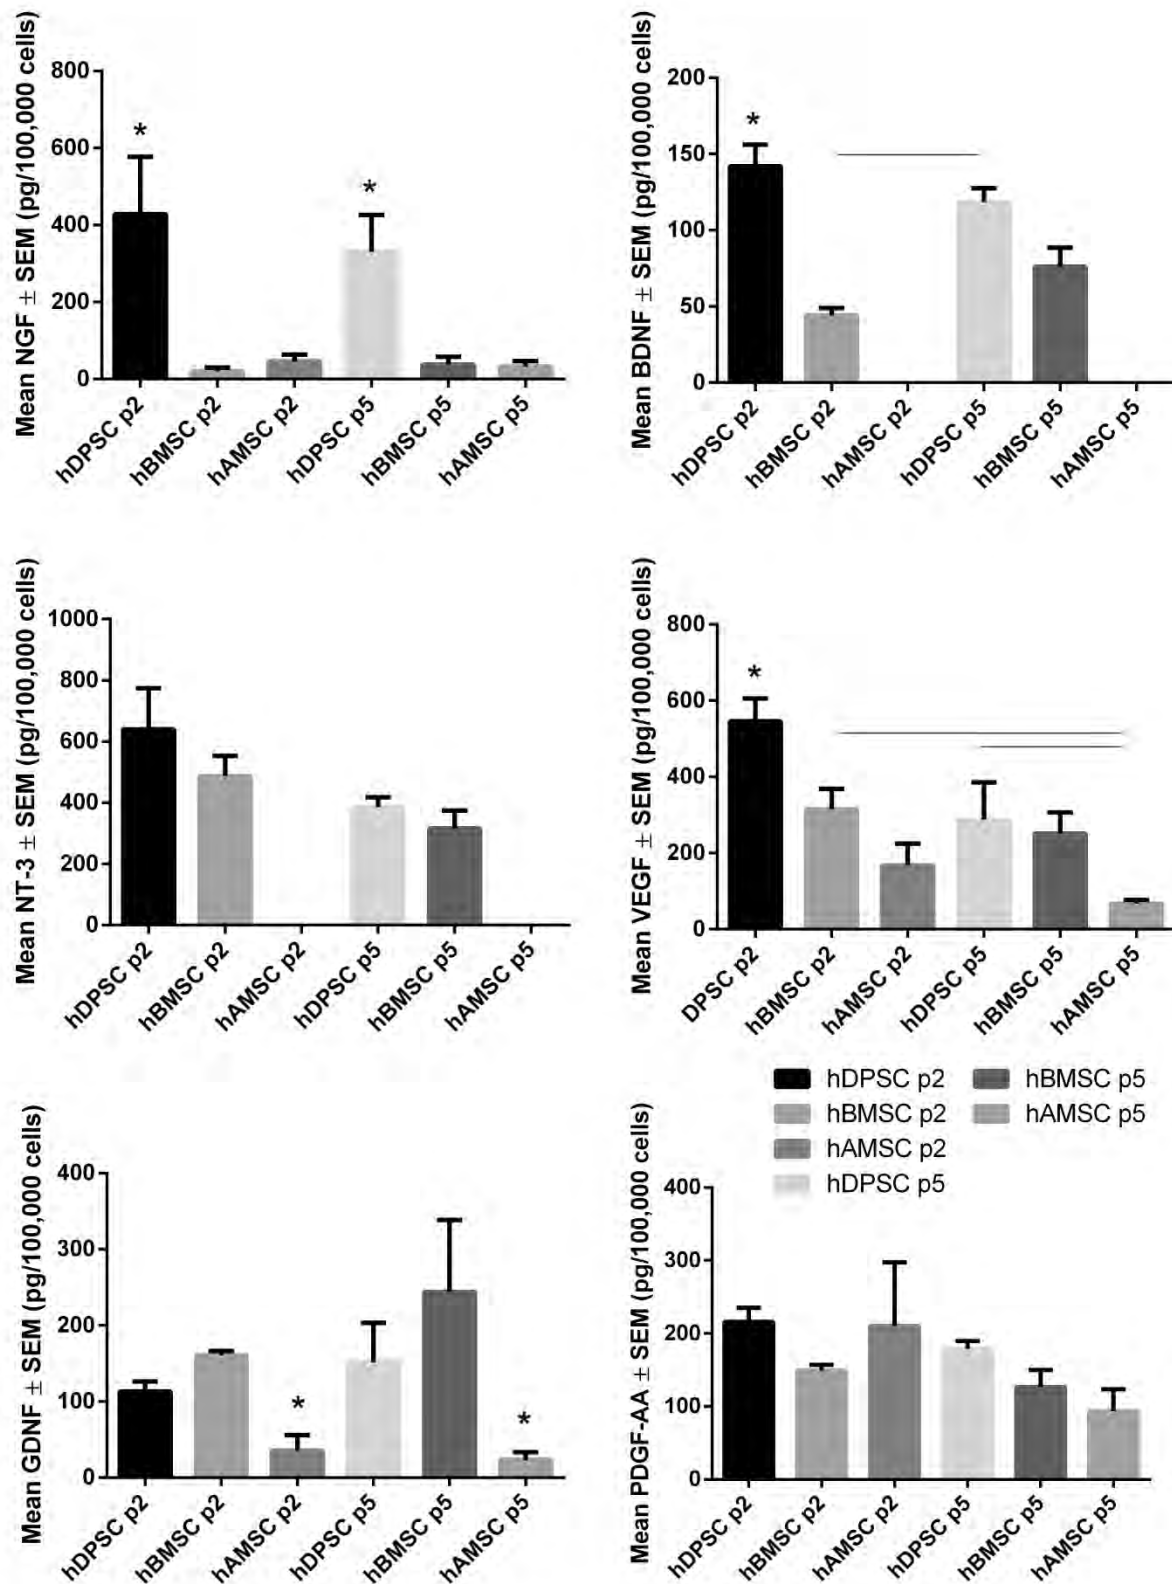 Mean NGF ± SEM (pg/100,000 cells)
800
600
400
200
0
*
*
hDPSC p2
hBMSC p2
hAMSC p2
hDPSC p5
hBMSC p5
hAMSC p5
Mean BDNF ± SEM (pg/100,000 cells)
200
150
100
50
0
*
hDPSC p2
hBMSC p2
hAMSC p2
hDPSC p5
hBMSC p5
hAMSC p5
Mean NT-3 ± SEM (pg/100,000 cells)
1000
800
600
400
200
0
hDPSC p2
hBMSC p2
hAMSC p2
hDPSC p5
hBMSC p5
hAMSC p5
Mean VEGF ± SEM (pg/100,000 cells)
800
600
400
200
0
*
DPSC p2
hBMSC p2
hAMSC p2
hDPSC p5
hBMSC p5
hAMSC p5
Mean GDNF ± SEM (pg/100,000 cells)
400
300
200
100
0
*
*
hDPSC p2
hBMSC p2
hAMSC p2
hDPSC p5
hBMSC p5
hAMSC p5
hDPSC p2
hBMSC p2
hAMSC p2
hDPSC p5
hBMSC p5
hAMSC p5
Mean PDGF-AA ± SEM (pg/100,000 cells)
400
300
200
100
0
hDPSC p2
hBMSC p2
hAMSC p2
hDPSC p5
hBMSC p5
hAMSC p5